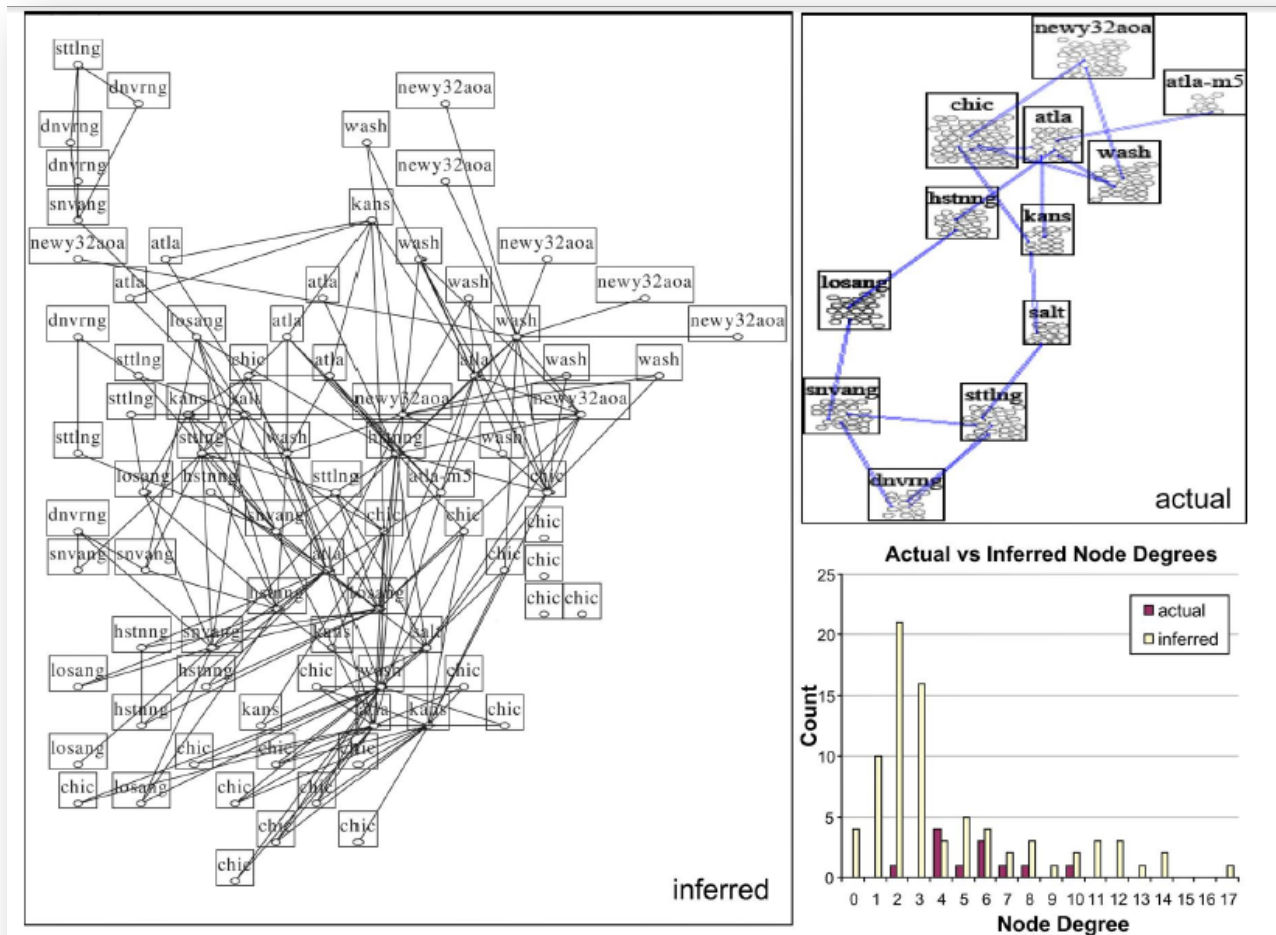 sttlng
dnvrng newy32aoa
dnvrng wash
dnvrng newy32aoa
snvang kans
newy32aoa atla wash newy32aoa
atla atla wash newy32aoa
dnvrng losang atla wash newy32aoa
sttlng chic atla atla wash wash
sttlng kans salt newy32aoa newy32aoa
sttlng sttlng wash hstnng wash
losang hstnng sttlng atla-m5 chic
dnvrng snvang chic chic chic
snvang snvang atla chic chic
hstnng losang chic chic
hstnng snvang kans salt
losang hstnng chic wash chic
hstnng kans atla kans chic
losang chic chic chic
chic losang chic chic
chic chic
chic
inferred
newy32aoa
atla-m5
chic
atla
wash
hstnng
kans
losang
salt
snvang
sttlng
dnvrng
actual
Actual vs Inferred Node Degrees
25
20
15
10
5
0
Count
actual
inferred
0 1 2 3 4 5 6 7 8 9 10 11 12 13 14 15 16 17
Node Degree